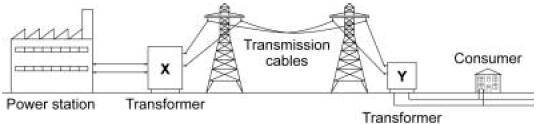 X
Transmission
cables
Y
Consumer
Power station
Transformer
Transformer